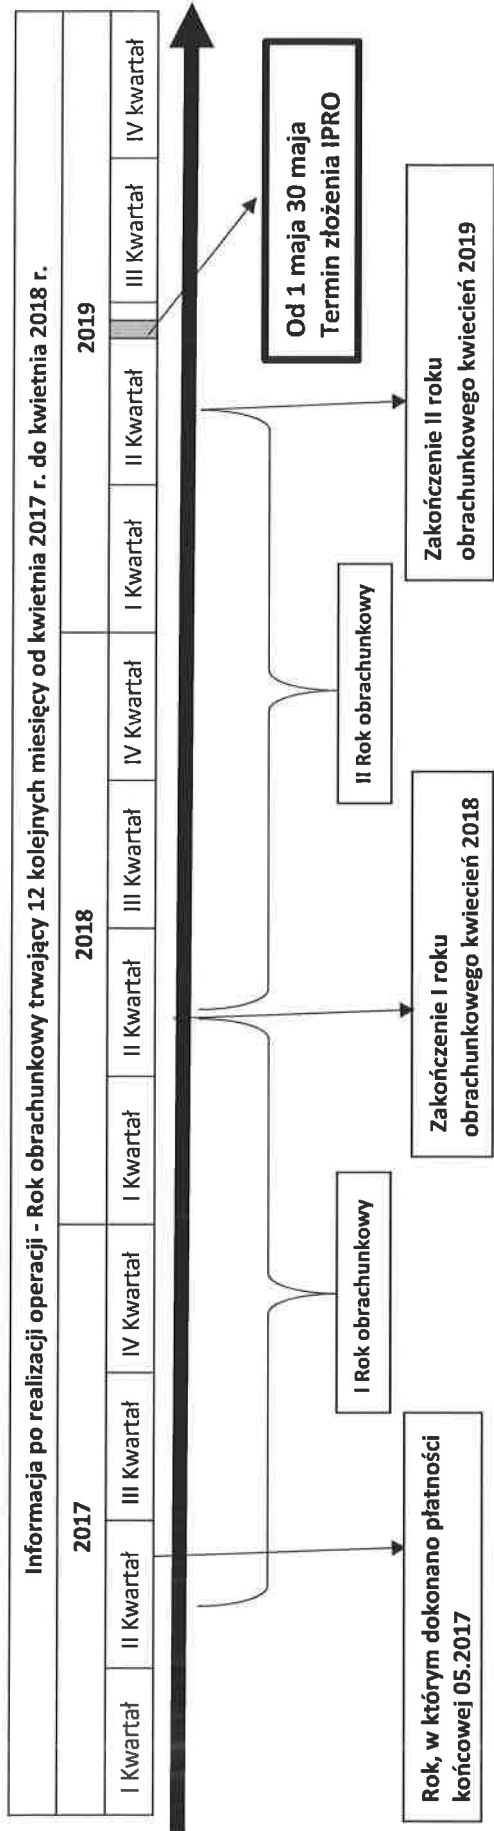 Informacja po realizacji operacji - Rok obrachunkowy trwający 12 kolejnych miesięcy od kwietnia 2017 r. do kwietnia 2018 r.
2017
2018
2019
I Kwartał
II Kwartał
III Kwartał
IV Kwartał
I Kwartał
II Kwartał
III Kwartał
IV Kwartał
I Kwartał
II Kwartał
III Kwartał
IV kwartał
Od 1 maja 30 maja
Termin złożenia IPRO
I Rok obrachunkowy
II Rok obrachunkowy
Rok, w którym dokonano płatności
końcowej 05.2017
Zakończenie I roku
obrachunkowego kwiecień 2018
Zakończenie II roku
obrachunkowego kwiecień 2019